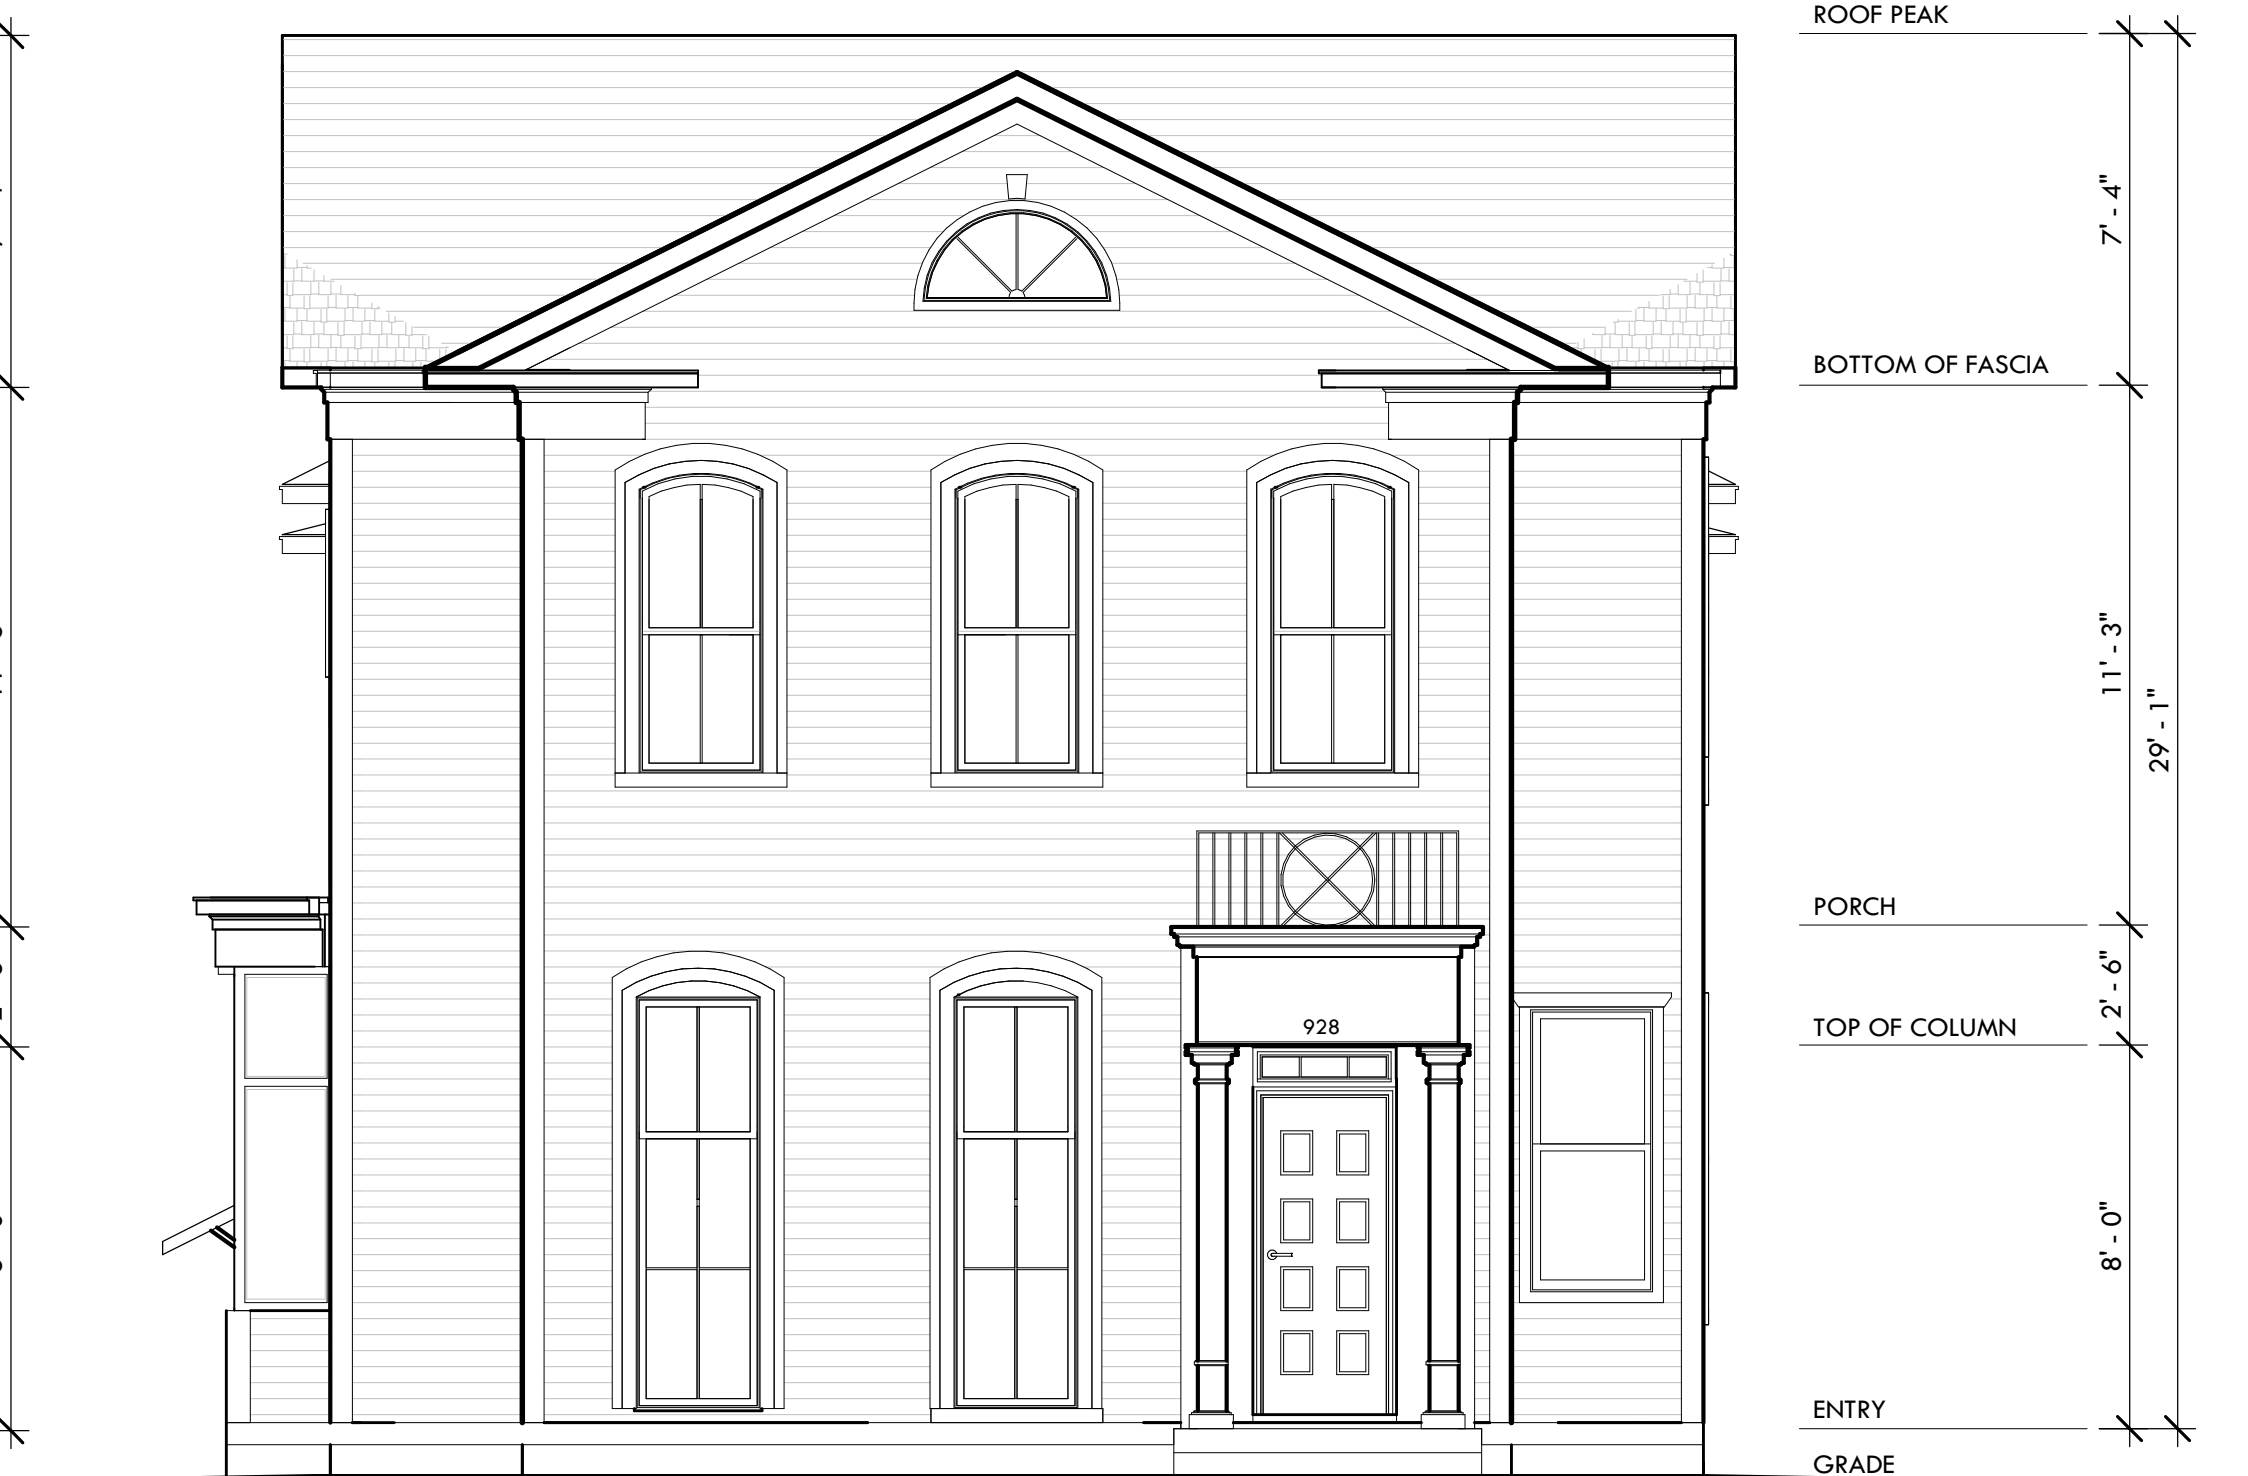 ROOF PEAK
7' - 4"
BOTTOM OF FASCIA
11' - 3"
29' - 1"
PORCH
2' - 6"
TOP OF COLUMN
928
8' - 0"
ENTRY
GRADE